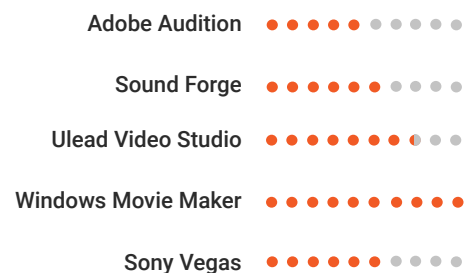 Adobe Audition
Sound Forge
Ulead Video Studio
Windows Movie Maker
Sony Vegas